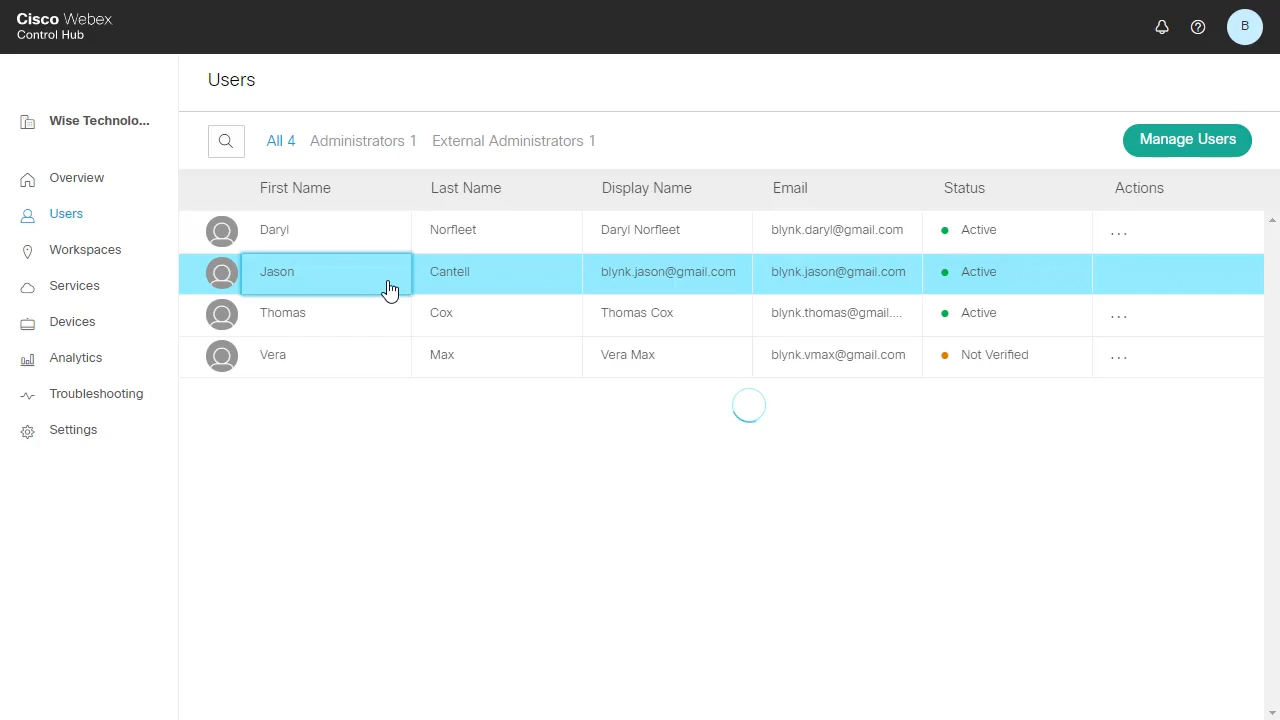 Cisco Webex
Control Hub
B
Users
Wise Technolo...
Overview
Users
Workspaces
Services
Devices
Analytics
Troubleshooting
Settings
All 4 Administrators 1 External Administrators 1
Manage Users
First Name Last Name Display Name Email Status Actions
Daryl Norfleet Daryl Norfleet blynk.daryl@gmail.com Active ...
Jason Cantell blynk.jason@gmail.com blynk.jason@gmail.com Active
Thomas Cox Thomas Cox blynk.thomas@gmail.... Active ...
Vera Max Vera Max blynk.vmax@gmail.com Not Verified ...